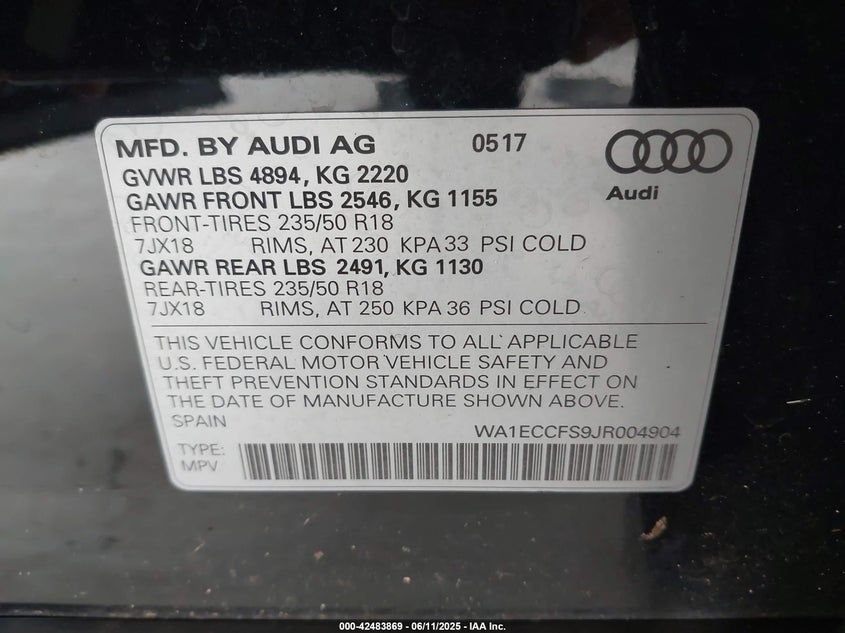 MFD. BY AUDI AG 0517
Audi
GVWR LBS 4894, KG 2220
GAWR FRONT LBS 2546, KG 1155
FRONT-TIRES 235/50 R18
7JX18 RIMS, AT 230 KPA 33 PSI COLD
GAWR REAR LBS 2491, KG 1130
REAR-TIRES 235/50 R18
7JX18 RIMS, AT 250 KPA 36 PSI COLD
THIS VEHICLE CONFORMS TO ALL APPLICABLE
U.S. FEDERAL MOTOR VEHICLE SAFETY AND
THEFT PREVENTION STANDARDS IN EFFECT ON
THE DATE OF MANUFACTURE SHOWN ABOVE.
SPAIN
WA1ECCFS9JR004904
TYPE:
MPV
000-42483869 - 06/11/2025 - IAA Inc.